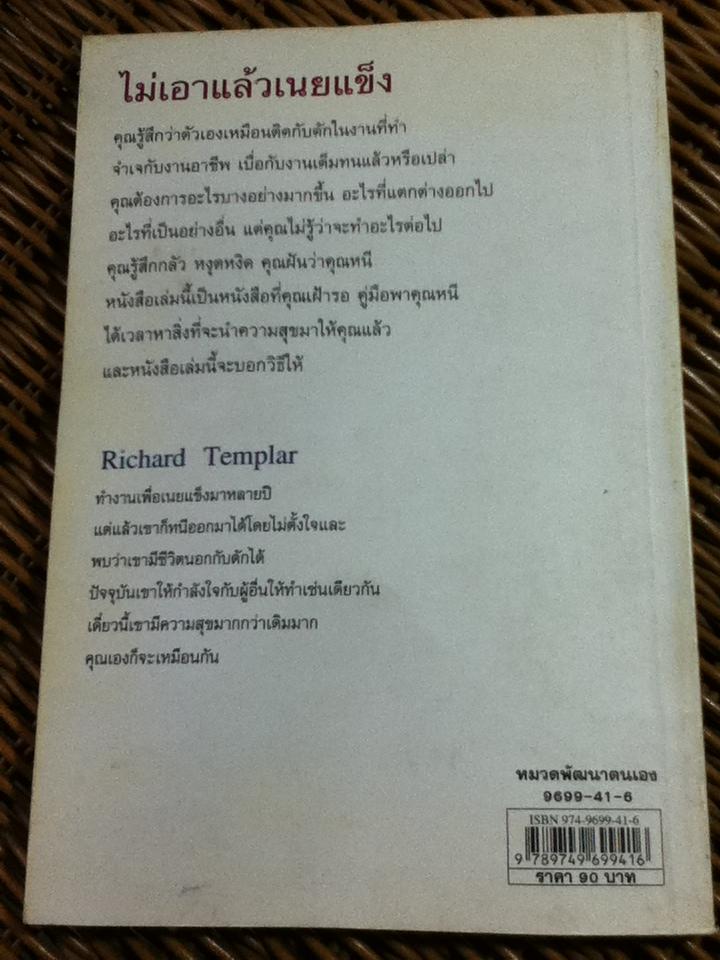 ไม่เอาแล้วเนยแข็ง
คุณรู้สึกว่าตัวเองเหมือนติดกับดักในงานที่ทำ
จำเจกับงานอาชีพ เบื่อกับงานเต็มทนแล้วหรือเปล่า
คุณต้องการอะไรบางอย่างมากขึ้น อะไรที่แตกต่างออกไป
อะไรที่เป็นอย่างอื่น แต่คุณไม่รู้ว่าจะทำอะไรต่อไป
คุณรู้สึกกลัว หงุดหงิด คุณฝันว่าคุณหนี
หนังสือเล่มนี้เป็นหนังสือที่คุณเฝ้ารอ คู่มือพาคุณหนี
ได้เวลาหาสิ่งที่จะนำความสุขมาให้คุณแล้ว
และหนังสือเล่มนี้จะบอกวิธีให้
Richard Templar
ทำงานเพื่อเนยแข็งมาหลายปี
แต่แล้วเขาก็หนีออกมาได้โดยไม่ตั้งใจและ
พบว่าเขามีชีวิตนอกกับดักได้
ปัจจุบันเขาให้กำลังใจกับผู้อื่นให้ทำเช่นเดียวกัน
เดี่ยวนี้เขามีความสุขมากกว่าเดิมมาก
คุณเองก็จะเหมือนกัน
หมวดพัฒนาตนเอง
9699-41-6
ISBN 974-9699-41-6
9 789749 699416
ราคา 90 บาท